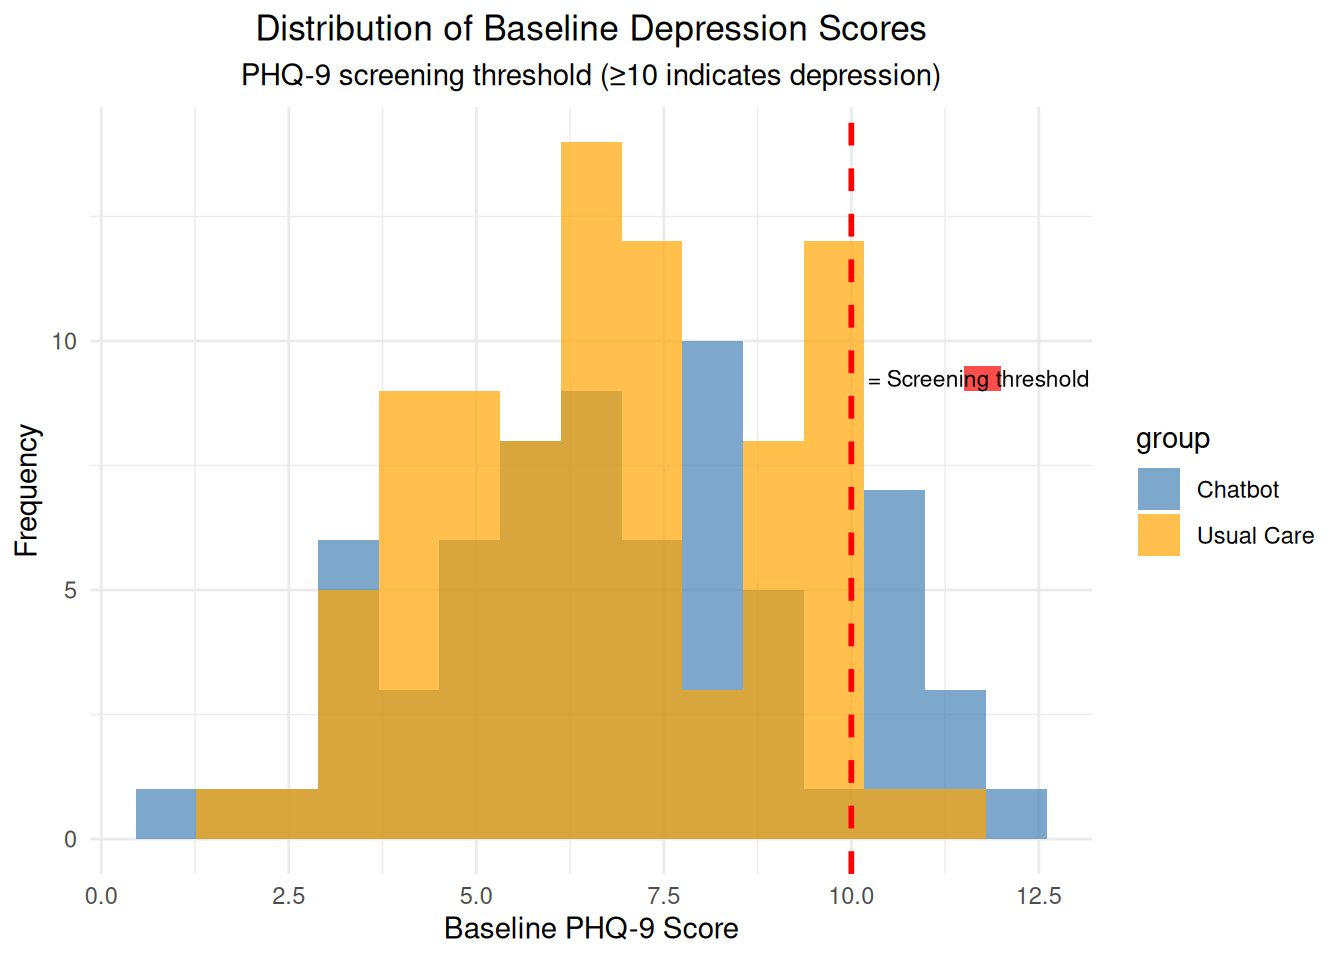 Distribution of Baseline Depression Scores
PHQ-9 screening threshold (≥10 indicates depression)
Frequency
10
5
0
= Screening threshold
group
Chatbot
Usual Care
0.0 2.5 5.0 7.5 10.0 12.5
Baseline PHQ-9 Score